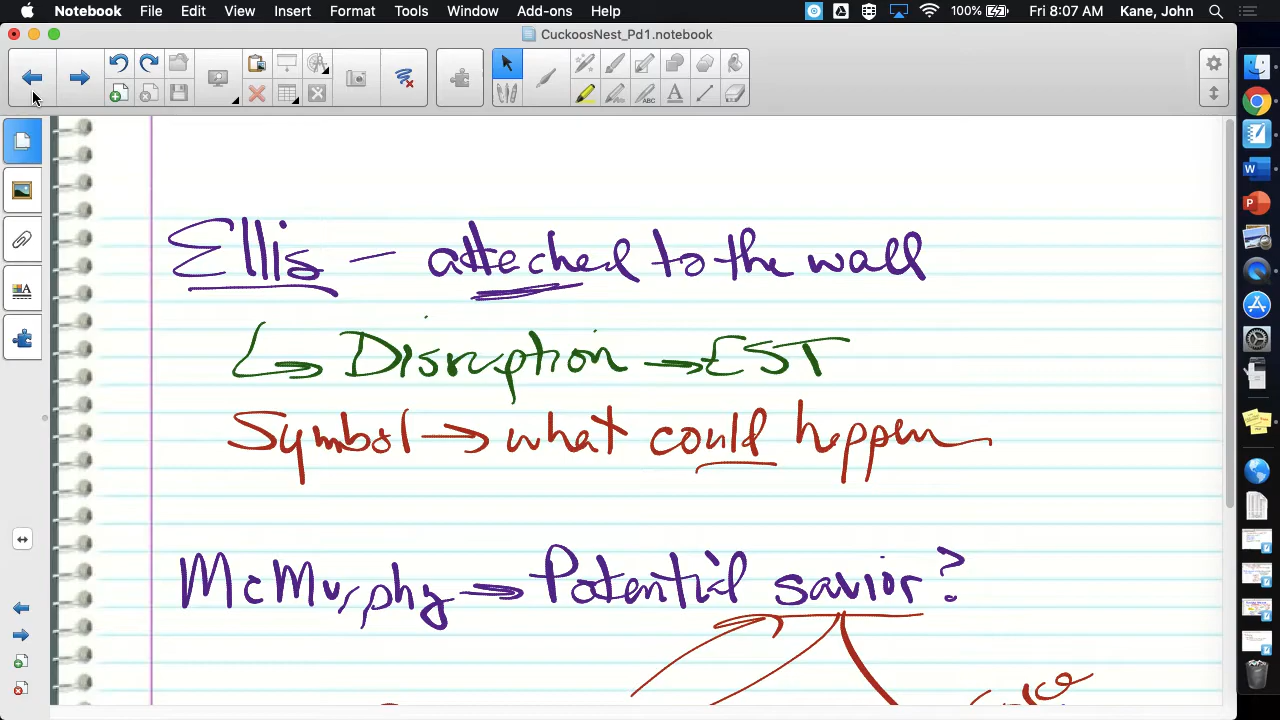 Notebook File Edit View Insert Format Tools Window Add-ons Help 100% Fri 8:07 AM Kane, John
CuckoosNest_Pd1.notebook
Ellis – attached to the wall
↳ Disruption → EST
Symbol → what could happen
McMurphy → Potential savior?